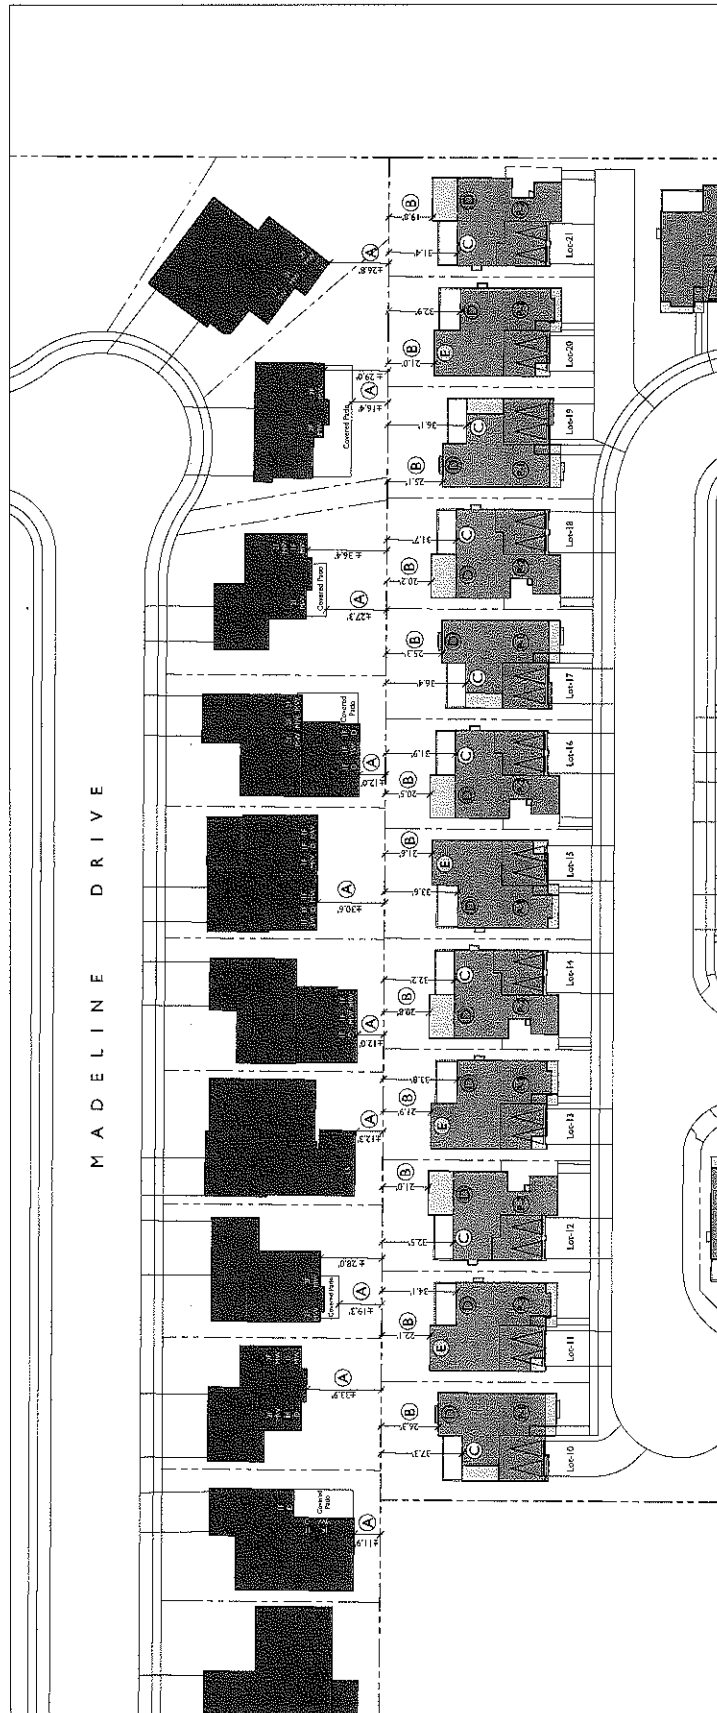 MADELINE DRIVE
A
±26.8'
±29.0'
A
±16.4'
Covered Patio
±36.4'
Covered Patio
A
±27.3'
Covered
Patio
A
±12.0'
A
±30.6'
A
±12.0'
A
±12.3'
±28.0'
Covered Patio
A
±19.3'
A
±33.9'
Covered
Patio
A
±11.9'
B
19.8'
31.4'
C
D
Lot-21
32.9'
B
21.0'
D
E
Lot-20
36.1'
B
25.1'
C
D
Lot-19
31.7'
B
20.2'
C
D
Lot-18
B
25.3'
36.4'
D
C
Lot-17
31.9'
B
20.5'
C
D
Lot-16
B
21.6'
33.6'
E
D
Lot-15
32.2'
B
20.8'
C
D
Lot-14
33.8'
B
21.9'
D
E
Lot-13
B
21.0'
32.5'
D
C
Lot-12
34.1'
B
22.1'
D
E
Lot-11
B
26.3'
37.3'
D
C
Lot-10